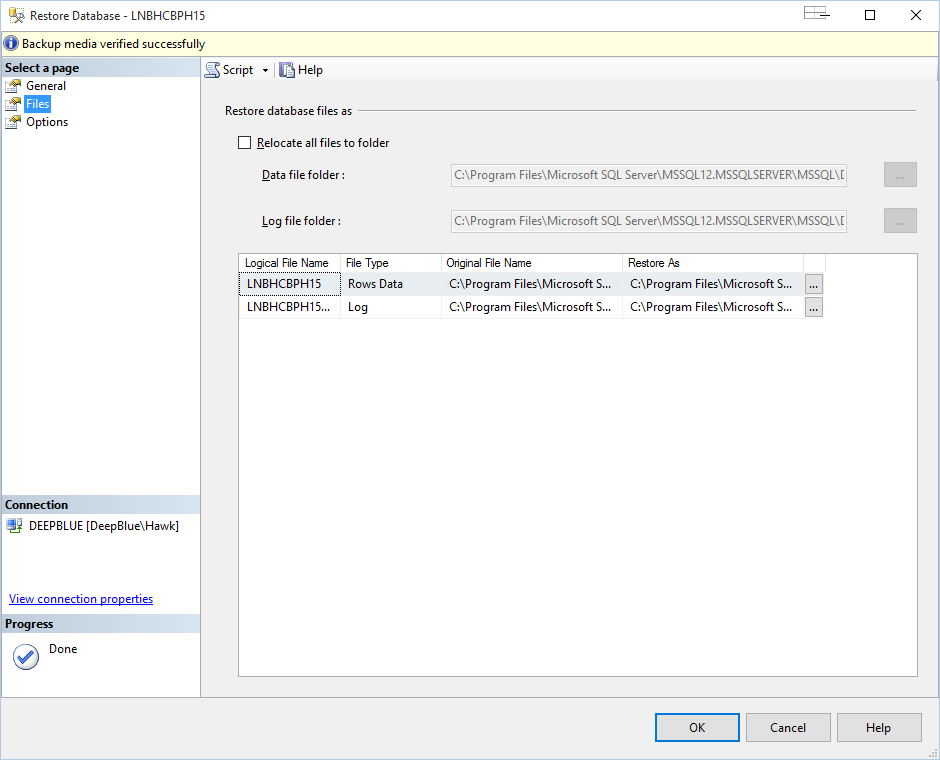 Restore Database - LNBHCBPH15
Backup media verified successfully
Select a page
General
Files
Options
Script
Help
Restore database files as
Relocate all files to folder
Data file folder :
C:\Program Files\Microsoft SQL Server\MSSQL12.MSSQLSERVER\MSSQL\D
...
Log file folder :
C:\Program Files\Microsoft SQL Server\MSSQL12.MSSQLSERVER\MSSQL\D
...
Logical File Name File Type Original File Name Restore As
LNBHCBPH15 Rows Data C:\Program Files\Microsoft S... C:\Program Files\Microsoft S... ...
LNBHCBPH15... Log C:\Program Files\Microsoft S... C:\Program Files\Microsoft S... ...
Connection
DEEPBLUE [DeepBlue\Hawk]
View connection properties
Progress
Done
OK Cancel Help